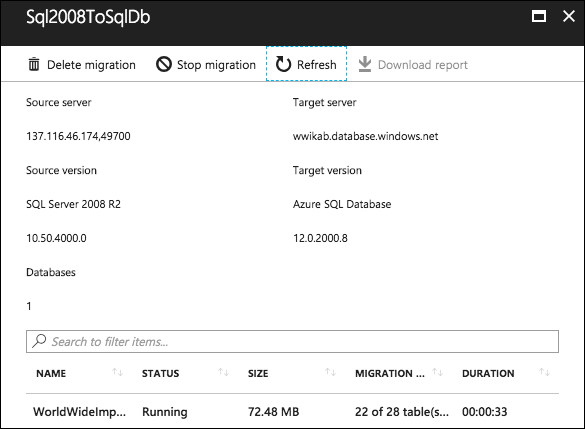 Sql2008ToSqlDb
Delete migration Stop migration Refresh Download report
Source server Target server
137.116.46.174,49700 wwikab.database.windows.net
Source version Target version
SQL Server 2008 R2 Azure SQL Database
10.50.4000.0 12.0.2000.8
Databases
1
Search to filter items...
NAME STATUS SIZE MIGRATION ... DURATION
WorldWideImp... Running 72.48 MB 22 of 28 table(s... 00:00:33